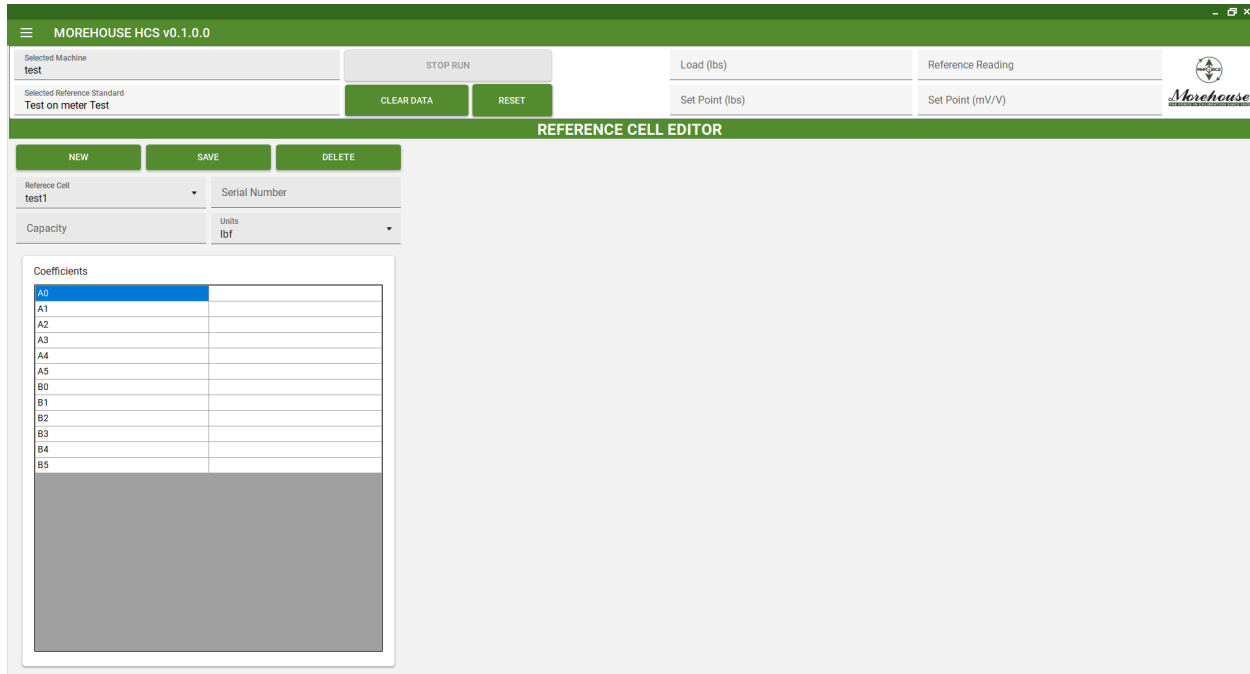 MOREHOUSE HCS v0.1.0.0
Selected Machine
test
STOP RUN
Load (lbs)
Reference Reading
Selected Reference Standard
Test on meter Test
CLEAR DATA
RESET
Set Point (lbs)
Set Point (mV/V)
Morehouse
REFERENCE CELL EDITOR
NEW
SAVE
DELETE
Referece Cell
test1
Serial Number
Capacity
Units
lbf
Coefficients
A0
A1
A2
A3
A4
A5
B0
B1
B2
B3
B4
B5